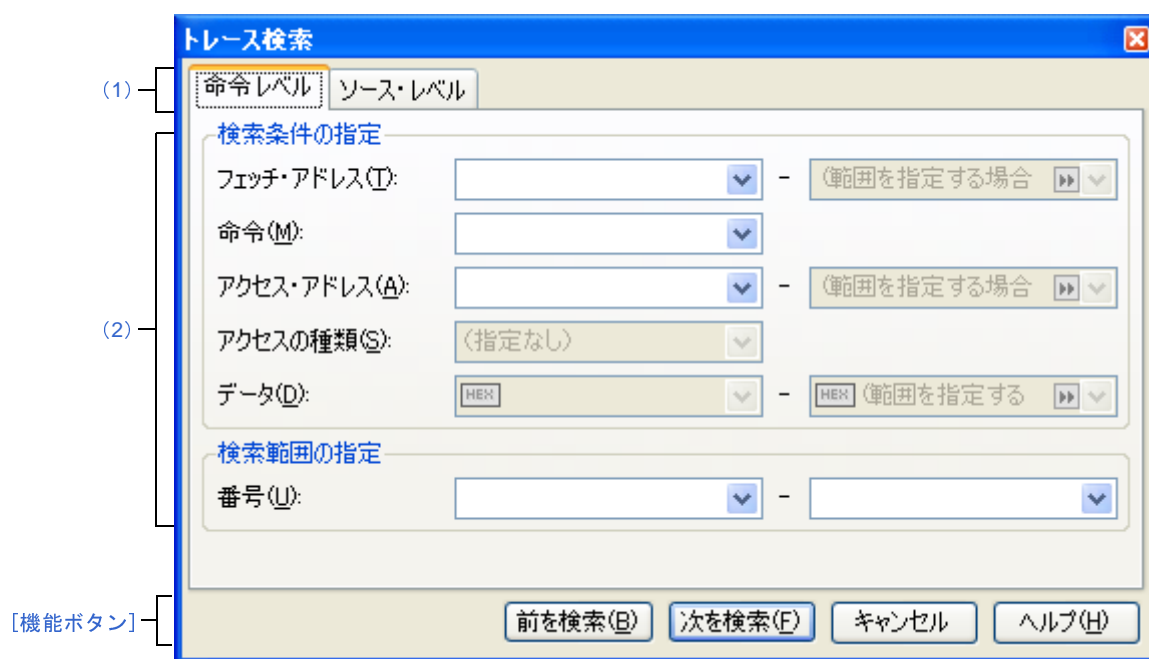 トレース検索
(1)
命令レベル ソース・レベル
(2)
検索条件の指定
フェッチ・アドレス(T): - (範囲を指定する場合
命令(M):
アクセス・アドレス(A): - (範囲を指定する場合
アクセスの種類(S): (指定なし)
データ(D): HEX - HEX (範囲を指定する
検索範囲の指定
番号(U): -
[機能ボタン]
前を検索(B) 次を検索(F) キャンセル ヘルプ(H)